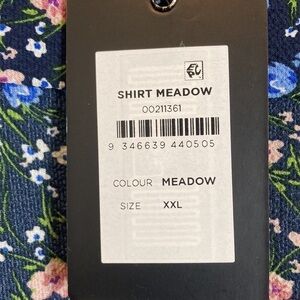 SHIRT MEADOW
00211361
9 346639 440505
COLOUR MEADOW
SIZE XXL